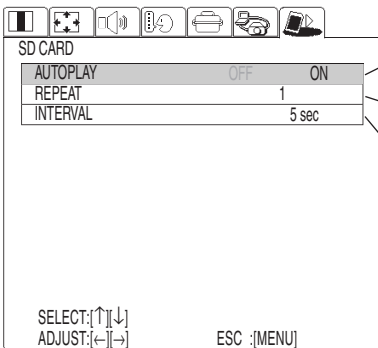 SD CARD
AUTOPLAY OFF ON
REPEAT 1
INTERVAL 5 sec
SELECT:[↑][↓]
ADJUST:[←][→] ESC :[MENU]